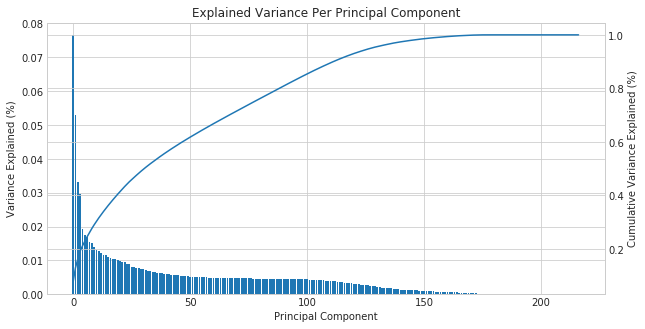 Explained Variance Per Principal Component
0.08
0.07
0.06
0.05
0.04
0.03
0.02
0.01
0.00
Variance Explained (%)
1.0
0.8
0.6
0.4
0.2
Cumulative Variance Explained (%)
0 50 100 150 200
Principal Component